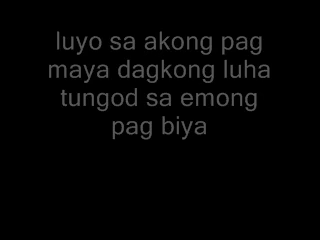 luyo sa akong pag
maya dagkong luha
tungod sa emong
pag biya